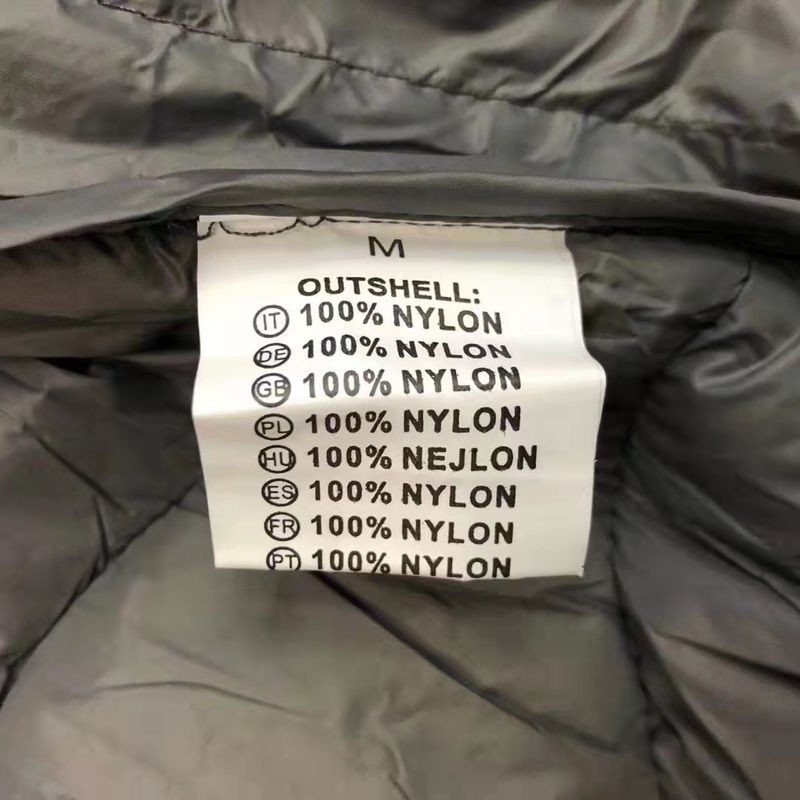 M
OUTSHELL:
IT 100% NYLON
DE 100% NYLON
GB 100% NYLON
PL 100% NYLON
HU 100% NEJLON
ES 100% NYLON
FR 100% NYLON
PT 100% NYLON